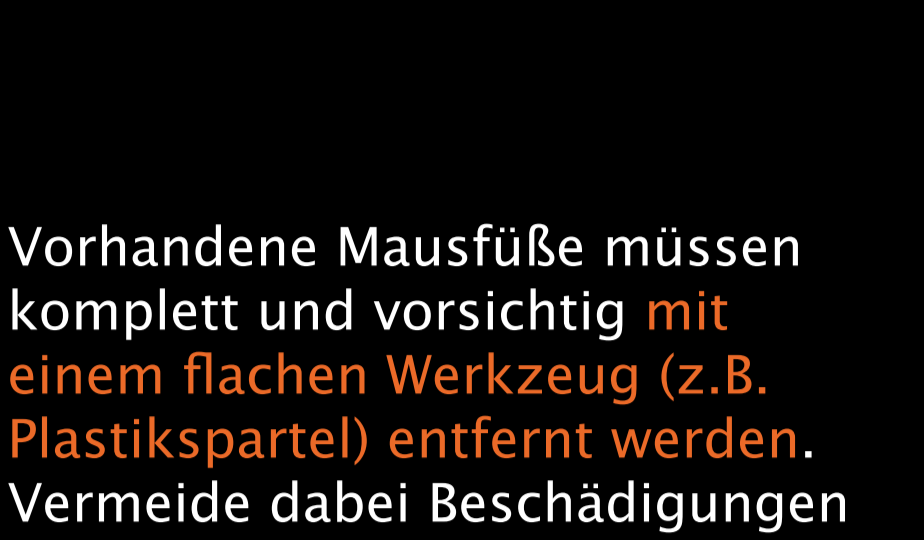 Vorhandene Mausfüße müssen
komplett und vorsichtig mit
einem flachen Werkzeug (z.B.
Plastikspartel) entfernt werden.
Vermeide dabei Beschädigungen